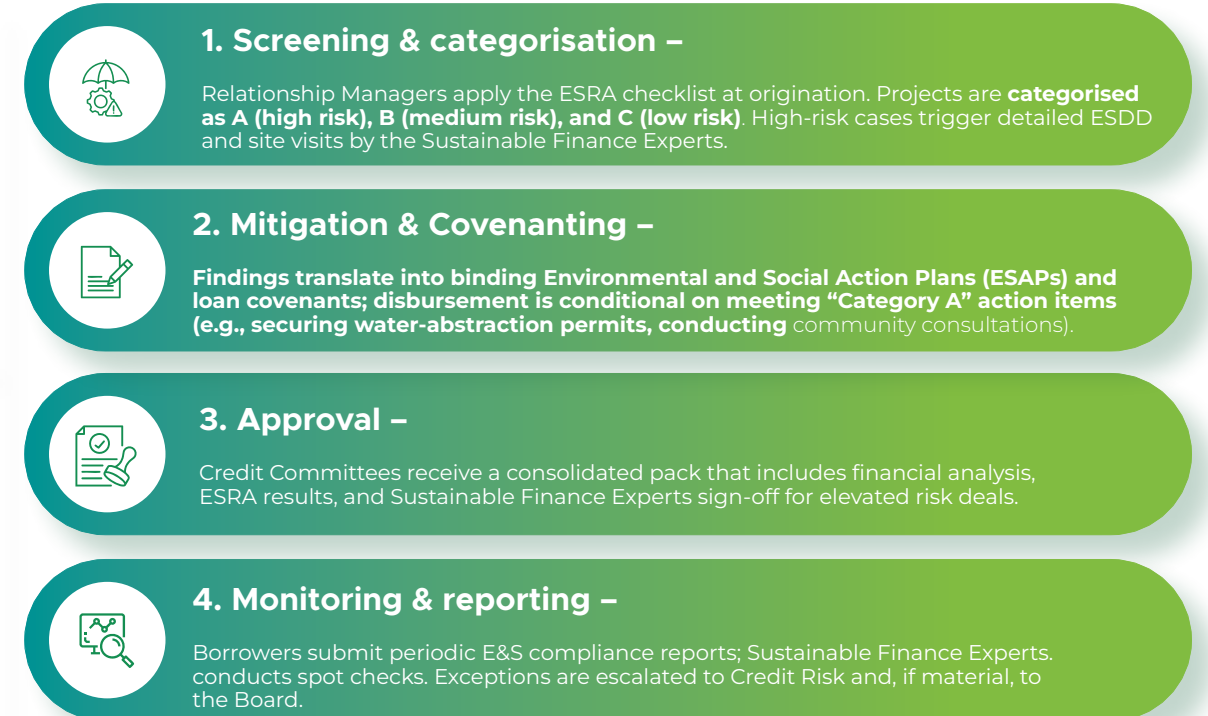 1. Screening & categorisation –
Relationship Managers apply the ESRA checklist at origination. Projects are categorised
as A (high risk), B (medium risk), and C (low risk). High-risk cases trigger detailed ESDD
and site visits by the Sustainable Finance Experts.
2. Mitigation & Covenanting –
Findings translate into binding Environmental and Social Action Plans (ESAPs) and
loan covenants; disbursement is conditional on meeting “Category A” action items
(e.g., securing water-abstraction permits, conducting community consultations).
3. Approval –
Credit Committees receive a consolidated pack that includes financial analysis,
ESRA results, and Sustainable Finance Experts sign-off for elevated risk deals.
4. Monitoring & reporting –
Borrowers submit periodic E&S compliance reports; Sustainable Finance Experts.
conducts spot checks. Exceptions are escalated to Credit Risk and, if material, to
the Board.